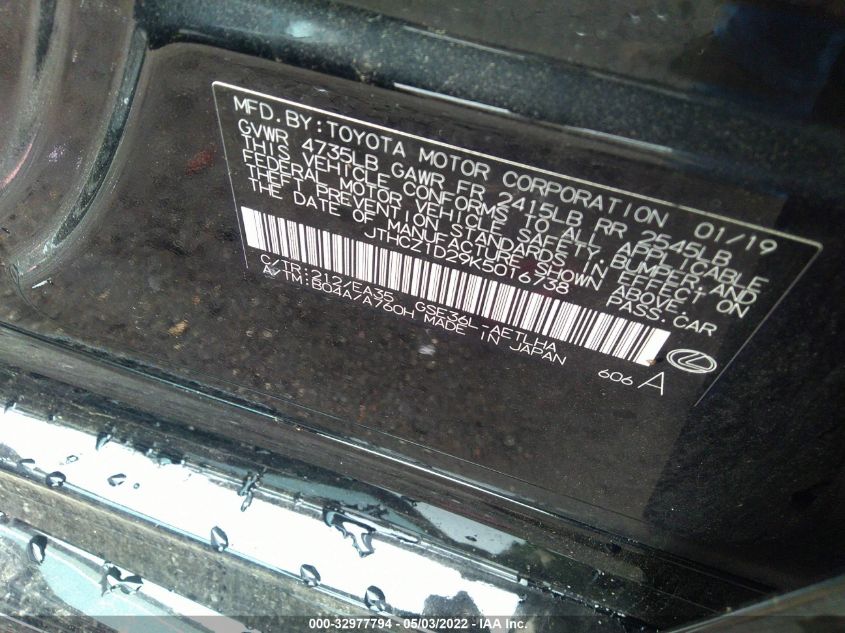 MFD.BY:TOYOTA MOTOR CORPORATION 01/19
GVWR 4735LB GAWR FR 2415LB RR 2545LB
THIS VEHICLE CONFORMS TO ALL APPLICABLE
FEDERAL MOTOR VEHICLE SAFETY, BUMPER, AND
THEFT PREVENTION STANDARDS IN EFFECT ON
THE DATE OF MANUFACTURE SHOWN ABOVE.
JTHCZ1D29K5016738 PASS.CAR
C/TR:212/EA35 GSE36L-AETLHA
A/TM:B04A/A760H MADE IN JAPAN
606 A
000-32977794 - 05/03/2022 - IAA Inc.